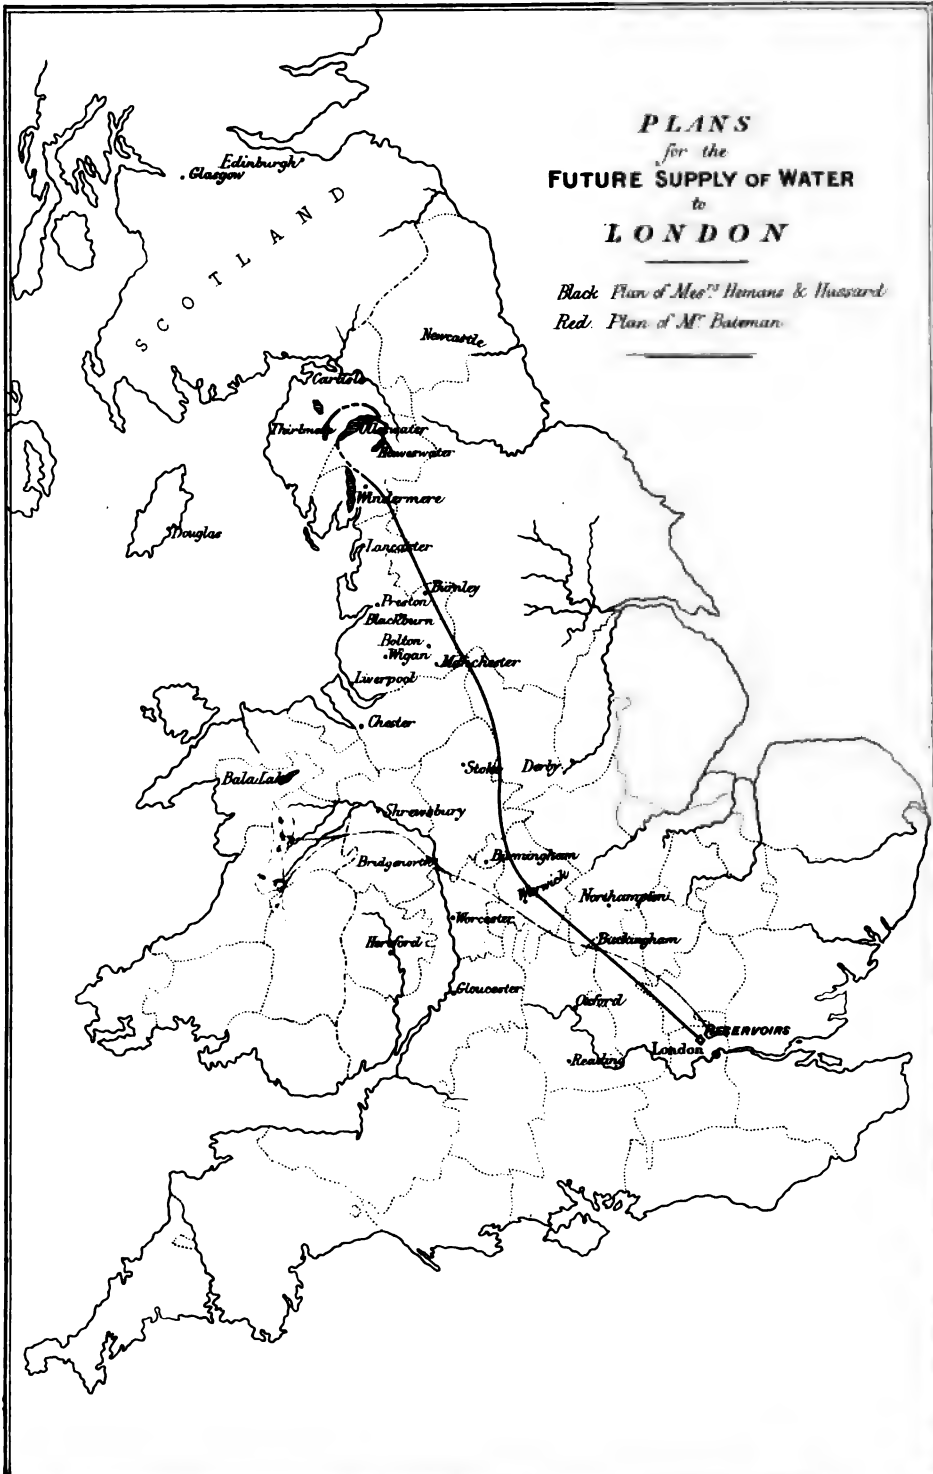 PLANS
for the
FUTURE SUPPLY OF WATER
to
LONDON
Black Plan of Mesrs. Hemans & Hassard
Red. Plan of Mr Bateman
Edinburgh
Glasgow
SCOTLAND
Newcastle
Carlisle
Thirlmere
Ullswater
Haweswater
Windermere
Douglas
Lancaster
Burnley
Preston
Blackburn
Bolton
Wigan
Manchester
Liverpool
Chester
Stoke
Derby
Bala Lake
Shrewsbury
Bridgenorth
Birmingham
Warwick
Northampton
Worcester
Hereford
Buckingham
Gloucester
Oxford
RESERVOIRS
London
Reading